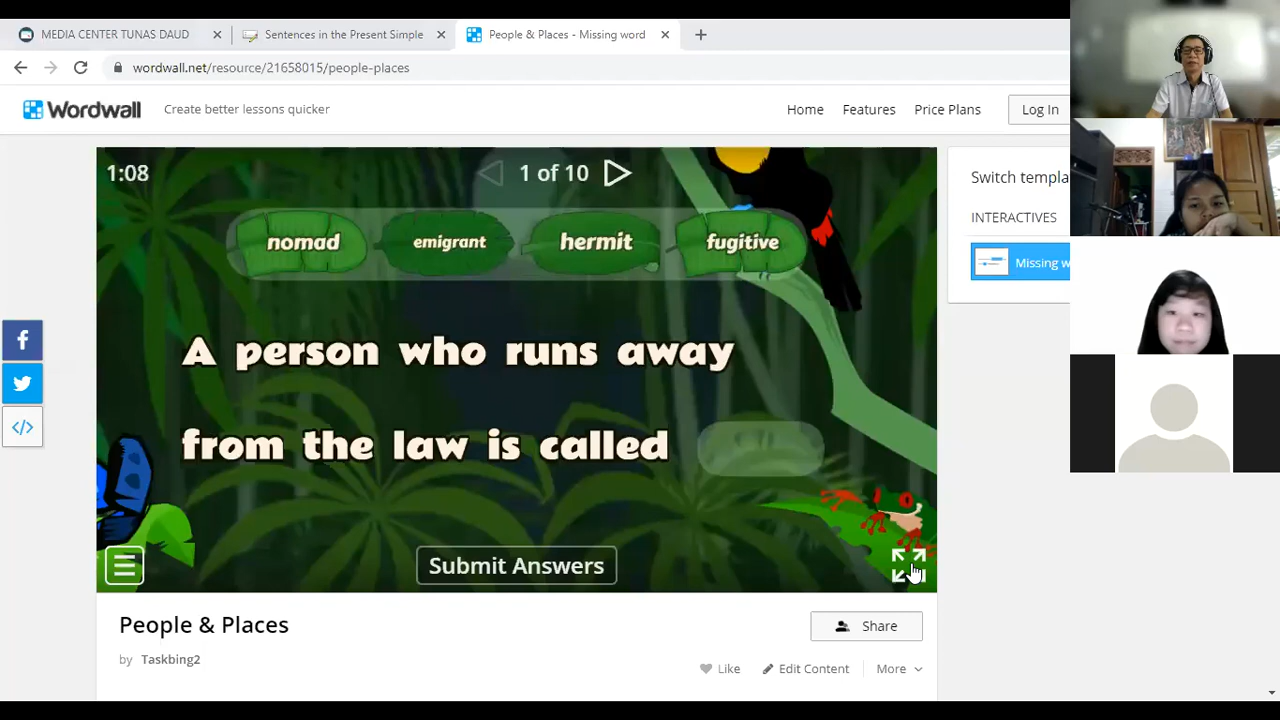 MEDIA CENTER TUNAS DAUD
Sentences in the Present Simple
People & Places - Missing word
wordwall.net/resource/21658015/people-places
Wordwall
Create better lessons quicker
Home
Features
Price Plans
Log In
1:08
1 of 10
nomad
emigrant
hermit
fugitive
A person who runs away
from the law is called
Submit Answers
Switch templa
INTERACTIVES
Missing w
People & Places
by Taskbing2
Share
Like
Edit Content
More